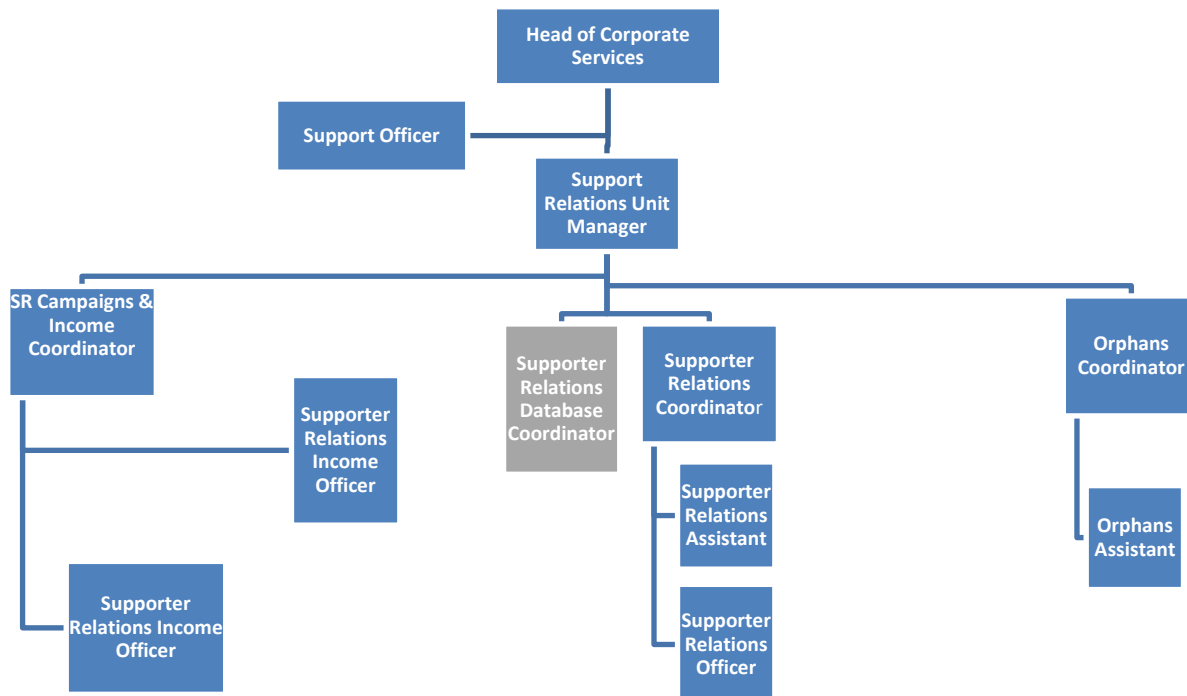 Head of Corporate
Services
Support Officer
Support
Relations Unit
Manager
SR Campaigns &
Income
Coordinator
Supporter
Relations
Database
Coordinator
Supporter
Relations
Coordinator
Orphans
Coordinator
Supporter
Relations
Income
Officer
Supporter
Relations
Assistant
Orphans
Assistant
Supporter
Relations Income
Officer
Supporter
Relations
Officer